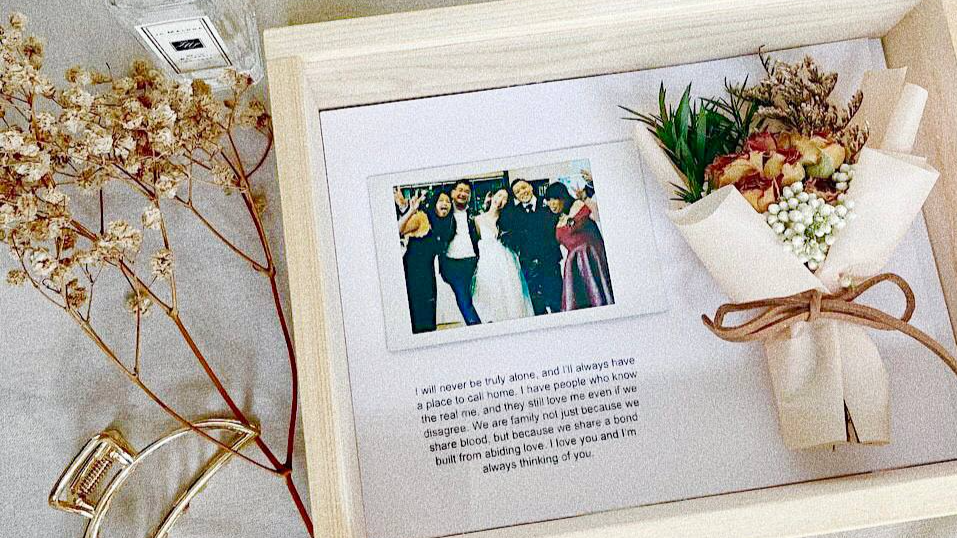 JO MALONE
I will never be truly alone, and I'll always have
a place to call home. I have people who know
the real me, and they still love me even if we
disagree. We are family not just because we
share blood, but because we share a bond
built from abiding love. I love you and I'm
always thinking of you.